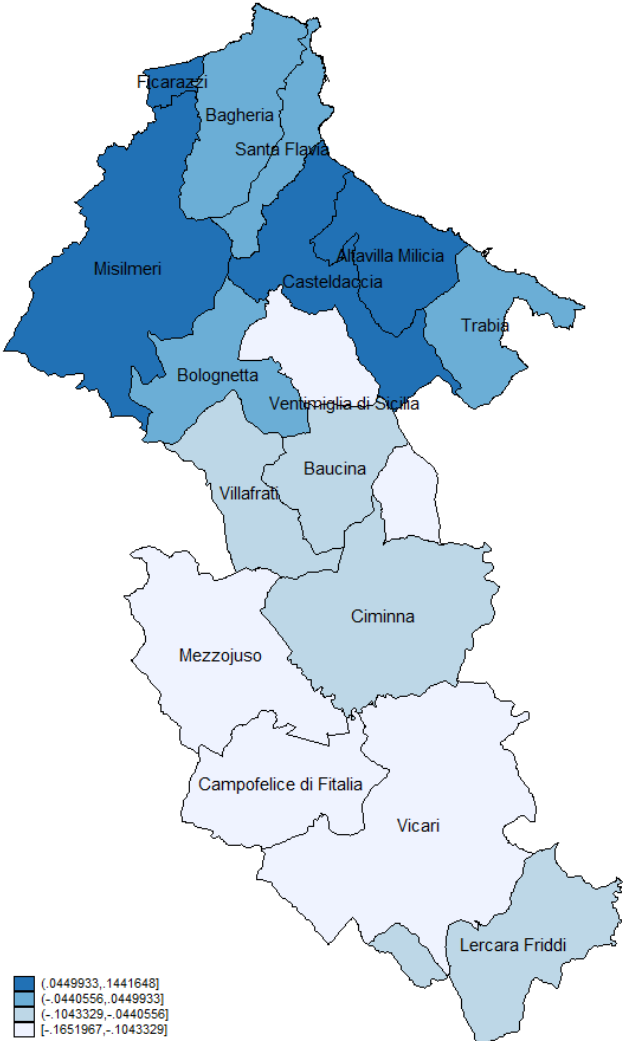 Ficarazzi
Bagheria
Santa Flavia
Altavilla Milicia
Misilmeri
Casteldaccia
Trabia
Bolognetta
Ventimiglia di Sicilia
Baucina
Villafrati
Ciminna
Mezzojuso
Campofelice di Fitalia
Vicari
Lercara Friddi
(.0449933,.1441648]
(-.0440556,.0449933]
(-.1043329,-.0440556]
[-.1651967,-.1043329]